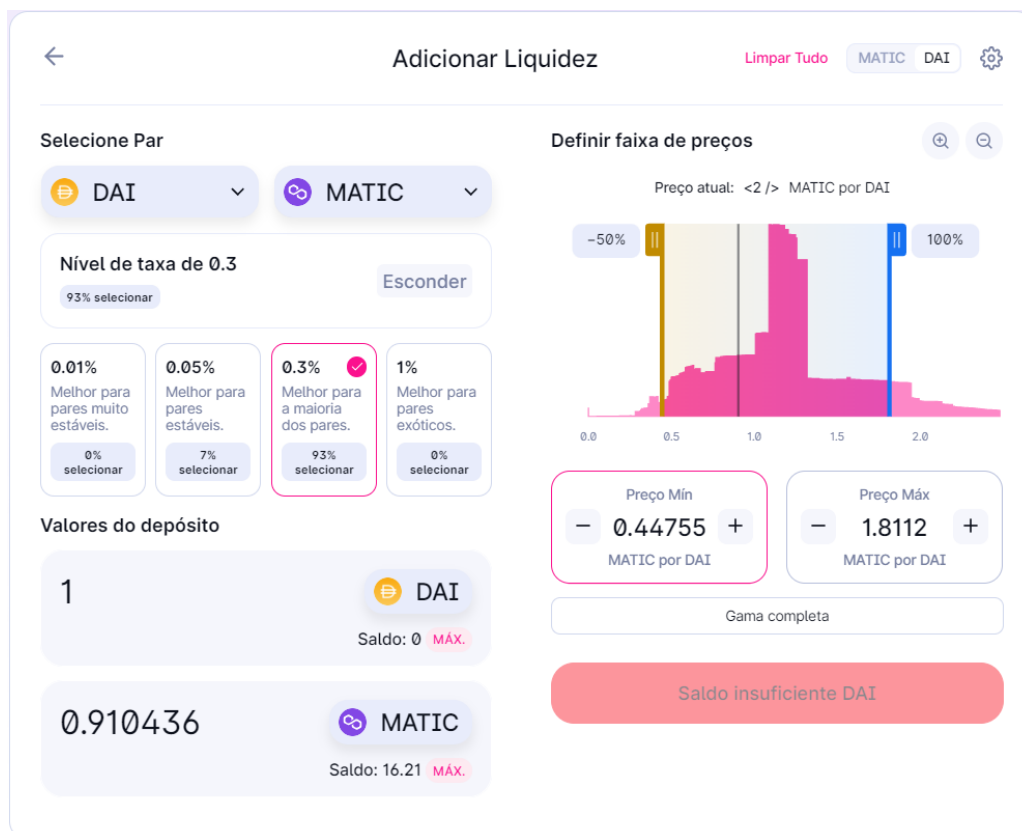 Adicionar Liquidez
Limpar Tudo
MATIC DAI
Selecione Par
DAI
MATIC
Nível de taxa de 0.3
93% selecionar
Esconder
0.01%
Melhor para
pares muito
estáveis.
0%
selecionar
0.05%
Melhor para
pares
estáveis.
7%
selecionar
0.3%
Melhor para
a maioria
dos pares.
93%
selecionar
1%
Melhor para
pares
exóticos.
0%
selecionar
Valores do depósito
1
DAI
Saldo: 0 MÁX.
0.910436
MATIC
Saldo: 16.21 MÁX.
Definir faixa de preços
Preço atual: <2 /> MATIC por DAI
-50%
100%
0.0 0.5 1.0 1.5 2.0
Preço Mín
- 0.44755 +
MATIC por DAI
Preço Máx
- 1.8112 +
MATIC por DAI
Gama completa
Saldo insuficiente DAI